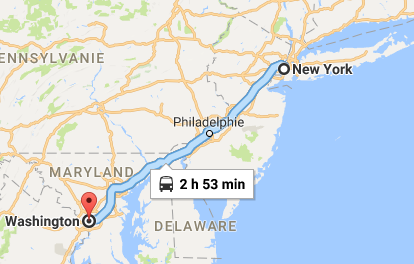 ENNSYLVANIE
New York
Philadelphie
MARYLAND
2 h 53 min
Washington
DELAWARE